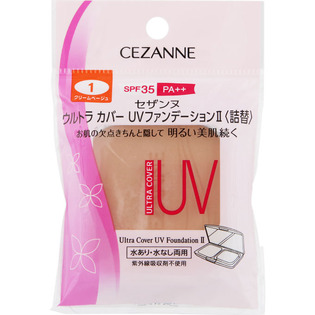 CEZANNE
1
クリームベージュ
SPF35 PA++
セザンヌ
ウルトラ カバー UVファンデーションⅡ〈詰替〉
お肌の欠点きちんと隠して 明るい美肌続く
ULTRA COVER
UV
Ultra Cover UV Foundation Ⅱ
水あり・水なし両用
紫外線吸収剤不使用